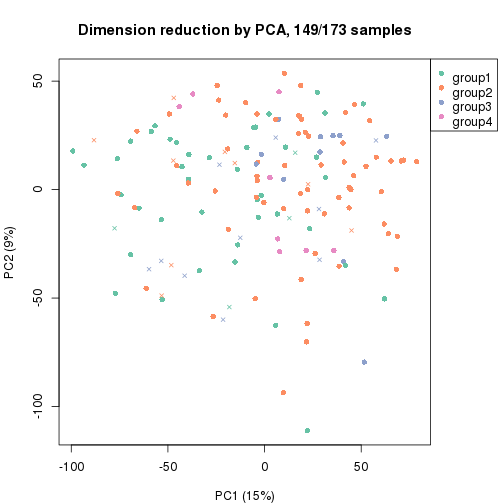 Dimension reduction by PCA, 149/173 samples
group1
group2
group3
group4
50
0
-50
-100
PC2 (9%)
-100
-50
0
50
PC1 (15%)